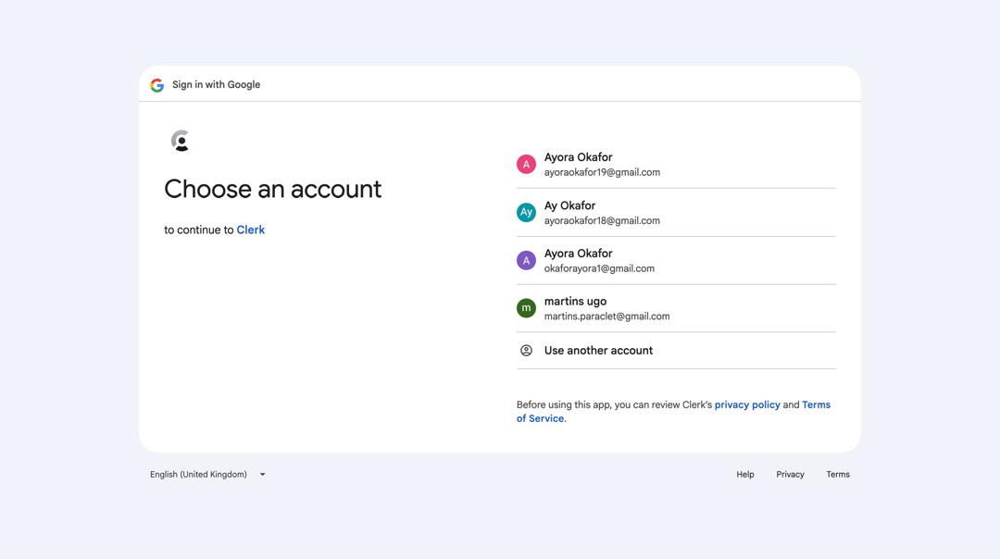 Sign in with Google
Choose an account
to continue to Clerk
A
Ayora Okafor
ayoraokafor19@gmail.com
Ay
Ay Okafor
ayoraokafor18@gmail.com
A
Ayora Okafor
okaforayora1@gmail.com
m
martins ugo
martins.paraclet@gmail.com
Use another account
Before using this app, you can review Clerk’s privacy policy and Terms
of Service.
English (United Kingdom)
Help Privacy Terms